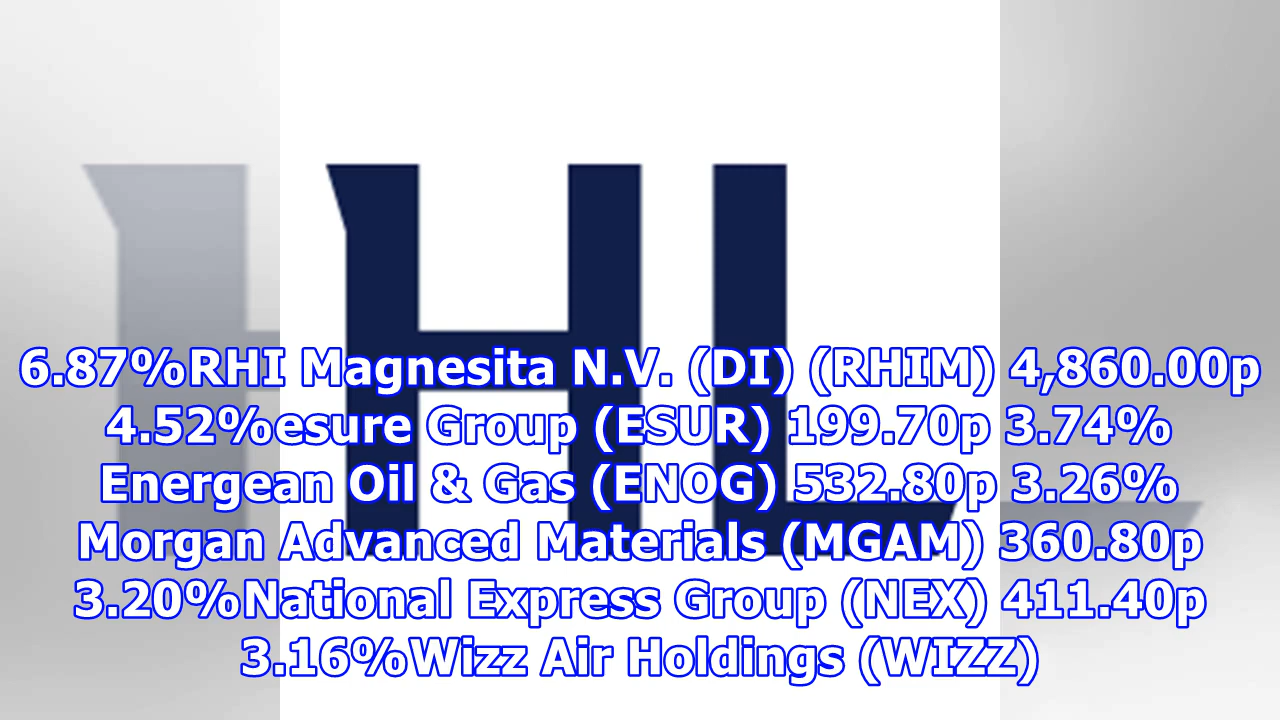 HL
6.87%RHI Magnesita N.V. (DI) (RHIM) 4,860.00p
4.52%esure Group (ESUR) 199.70p 3.74%
Energean Oil & Gas (ENOG) 532.80p 3.26%
Morgan Advanced Materials (MGAM) 360.80p
3.20%National Express Group (NEX) 411.40p
3.16%Wizz Air Holdings (WIZZ)